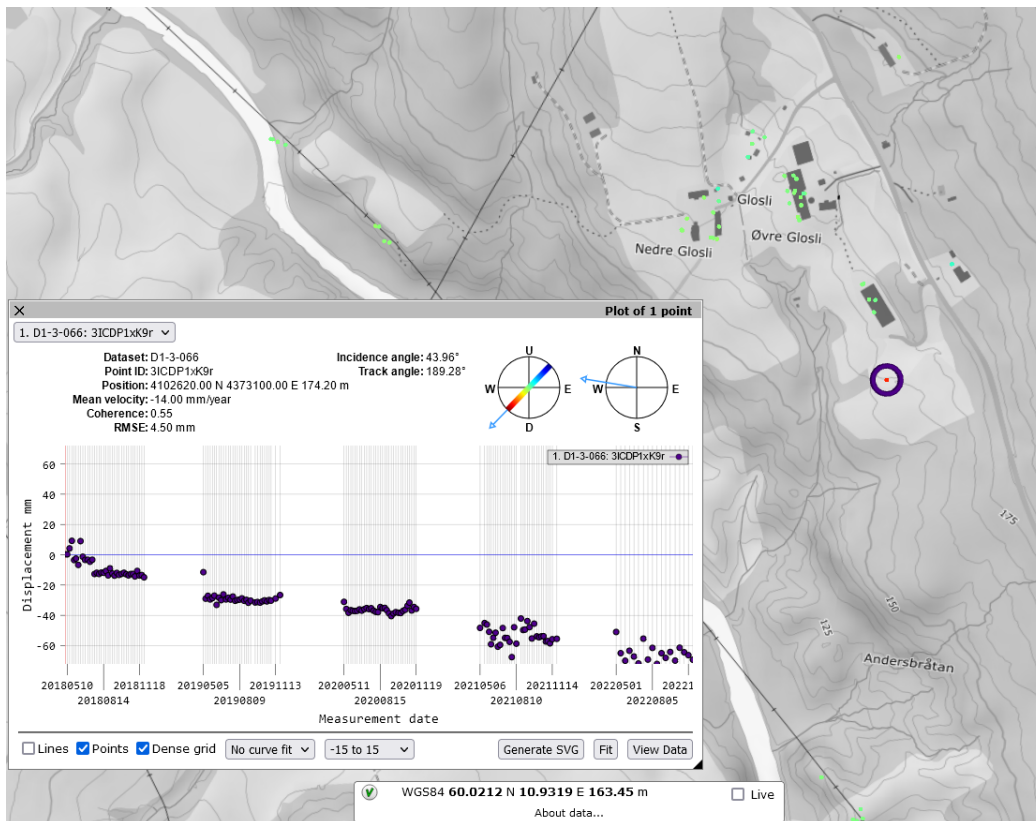 Glosli
Øvre Glosli
Nedre Glosli
Plot of 1 point
1. D1-3-066: 3ICDP1xK9r
Dataset: D1-3-066
Point ID: 3ICDP1xK9r
Position: 4102620.00 N 4373100.00 E 174.20 m
Mean velocity: -14.00 mm/year
Coherence: 0.55
RMSE: 4.50 mm
Incidence angle: 43.96°
Track angle: 189.28°
U
W E
D
N
W E
S
1. D1-3-066: 3ICDP1xK9r
Displacement mm
60
40
20
0
-20
-40
-60
20180510 20181118 20190505 20191113 20200511 20201119 20210506 20211114 20220501 202211
20180814 20190809 20200815 20210810 20220805
Measurement date
Lines Points Dense grid No curve fit -15 to 15 Generate SVG Fit View Data
175
150
125
Andersbråtan
WGS84 60.0212 N 10.9319 E 163.45 m
Live
About data...